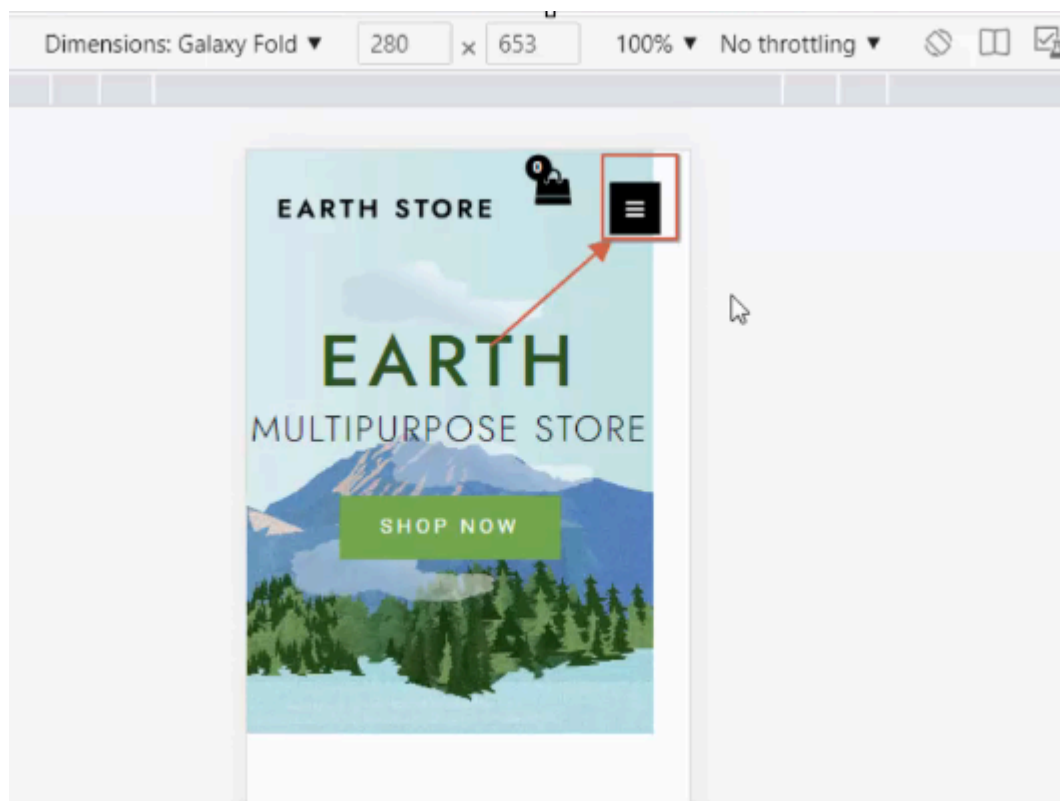 Dimensions: Galaxy Fold ▼ 280 × 653 100% ▼ No throttling ▼
0
EARTH STORE
EARTH
MULTIPURPOSE STORE
SHOP NOW